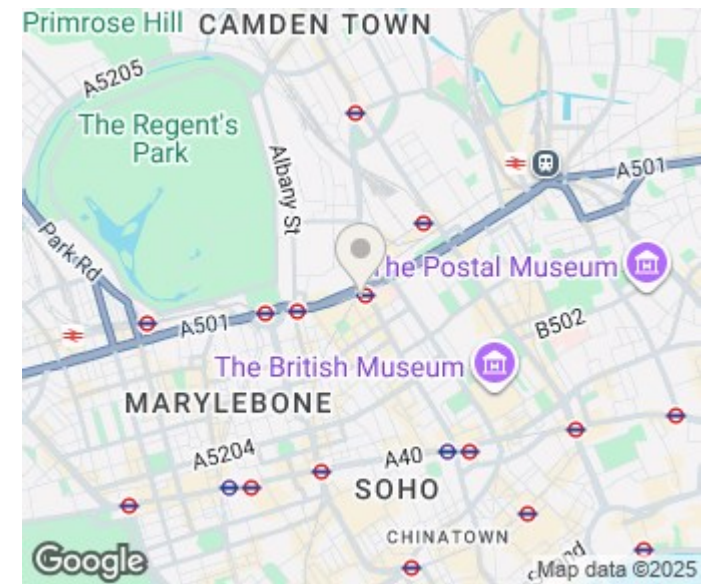 Primrose Hill
CAMDEN TOWN
A5205
The Regent's
Park
Albany St
A501
Park Rd
The Postal Museum
A501
B502
The British Museum
MARYLEBONE
A5204
A40
SOHO
CHINATOWN
Google
Map data ©2025